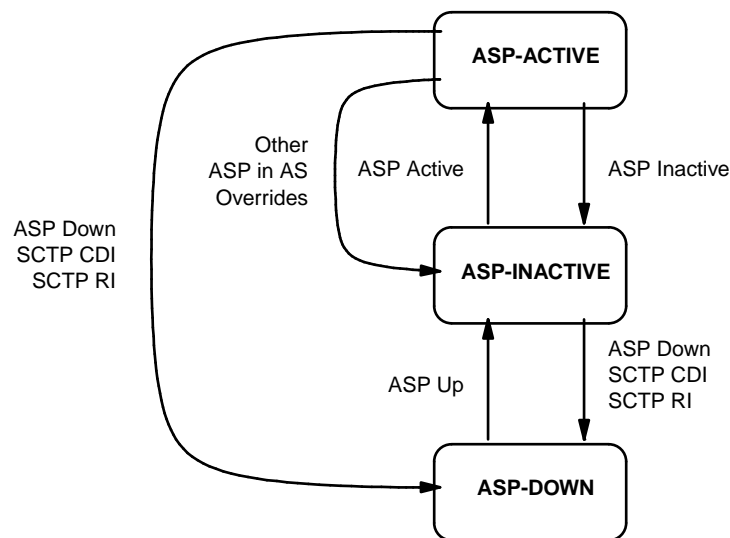 ASP-ACTIVE
Other
ASP in AS
Overrides
ASP Active
ASP Inactive
ASP Down
SCTP CDI
SCTP RI
ASP-INACTIVE
ASP Up
ASP Down
SCTP CDI
SCTP RI
ASP-DOWN